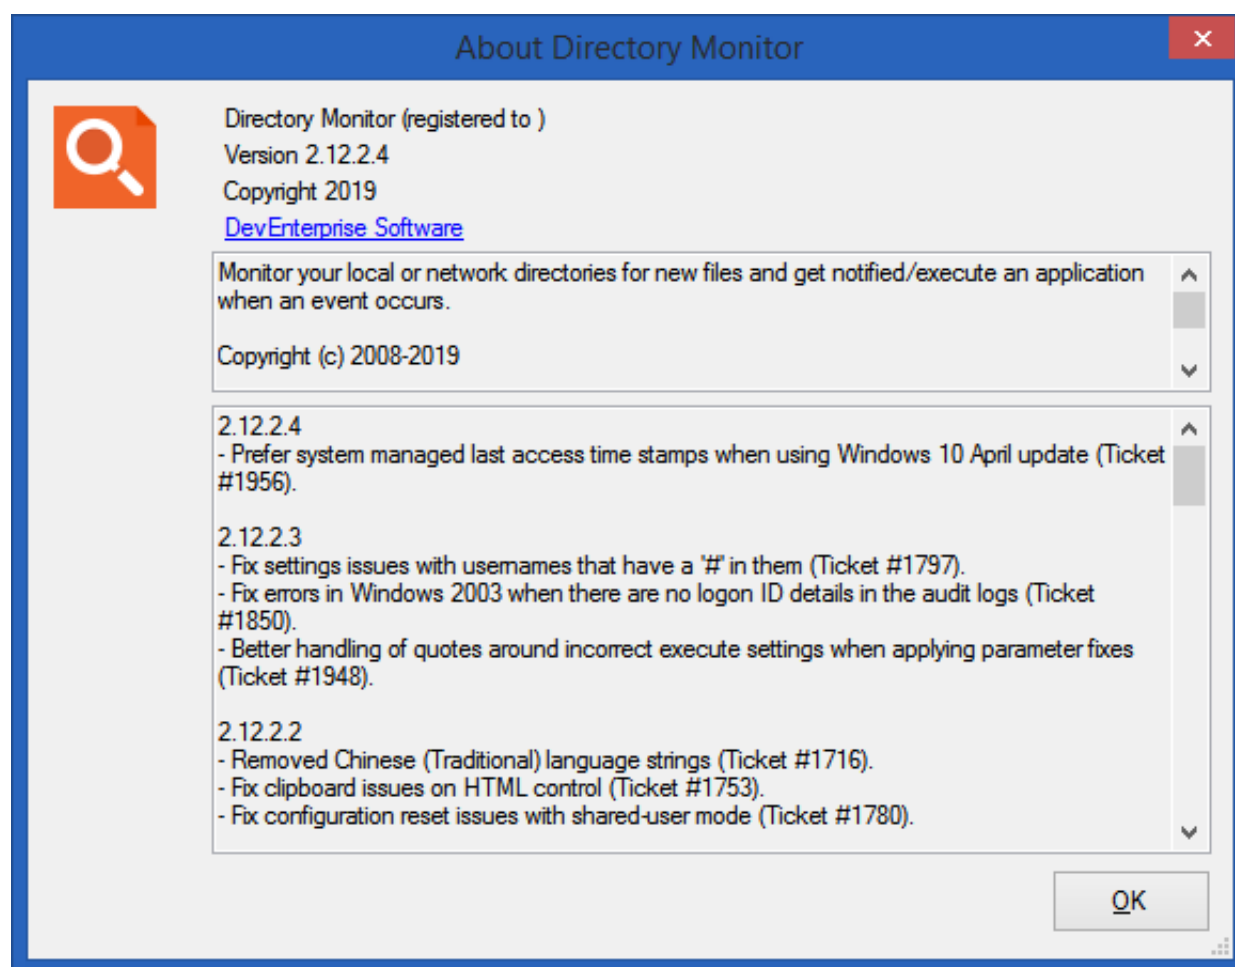 About Directory Monitor
Directory Monitor (registered to )
Version 2.12.2.4
Copyright 2019
DevEnterprise Software
Monitor your local or network directories for new files and get notified/execute an application
when an event occurs.
Copyright (c) 2008-2019
2.12.2.4
- Prefer system managed last access time stamps when using Windows 10 April update (Ticket
#1956).
2.12.2.3
- Fix settings issues with usernames that have a '#' in them (Ticket #1797).
- Fix errors in Windows 2003 when there are no logon ID details in the audit logs (Ticket
#1850).
- Better handling of quotes around incorrect execute settings when applying parameter fixes
(Ticket #1948).
2.12.2.2
- Removed Chinese (Traditional) language strings (Ticket #1716).
- Fix clipboard issues on HTML control (Ticket #1753).
- Fix configuration reset issues with shared-user mode (Ticket #1780).
OK